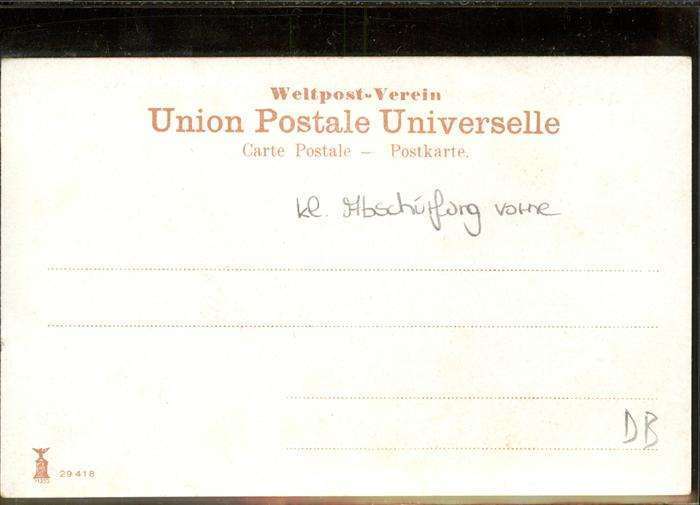 Weltpost-Verein
Union Postale Universelle
Carte Postale – Postkarte.
kl. Abschürfung vorne
DB
29418